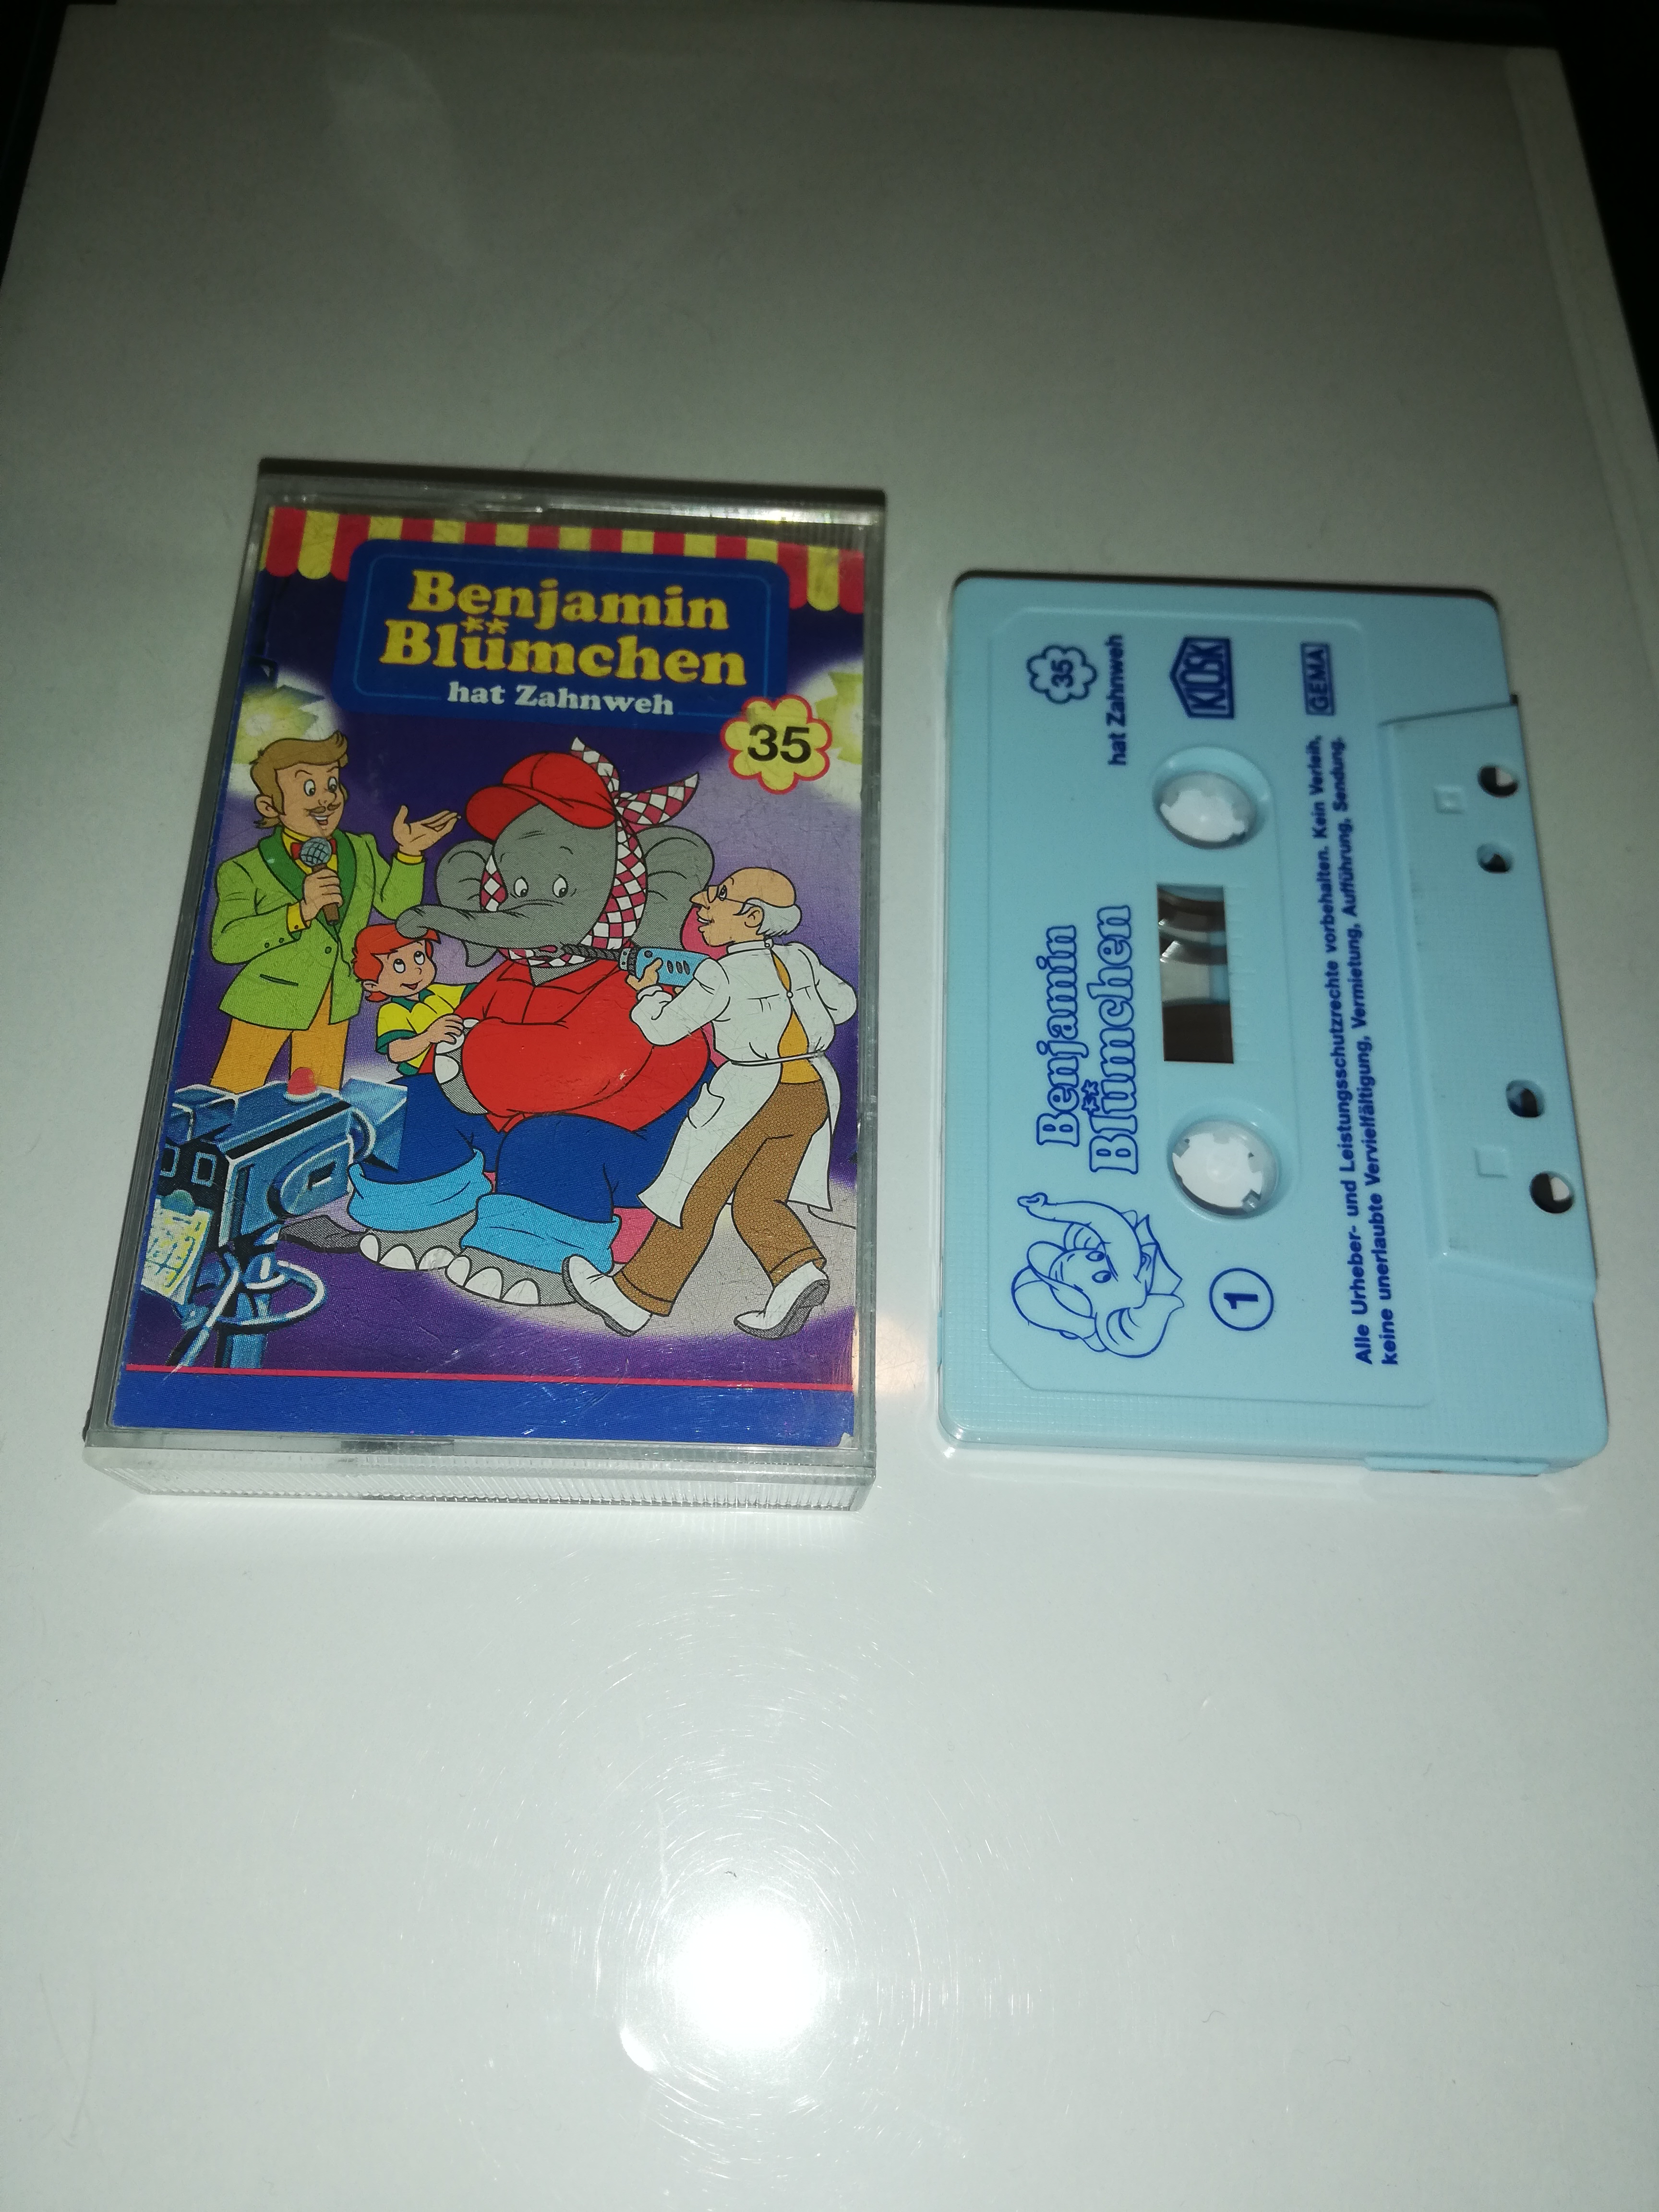 Benjamin
Blümchen
hat Zahnweh
35
35
hat Zahnweh
KIOSK
GEMA
Benjamin
Blümchen
1
Alle Urheber- und Leistungsschutzrechte vorbehalten. Kein Verleih,
keine unerlaubte Vervielfältigung, Vermietung, Aufführung, Sendung.